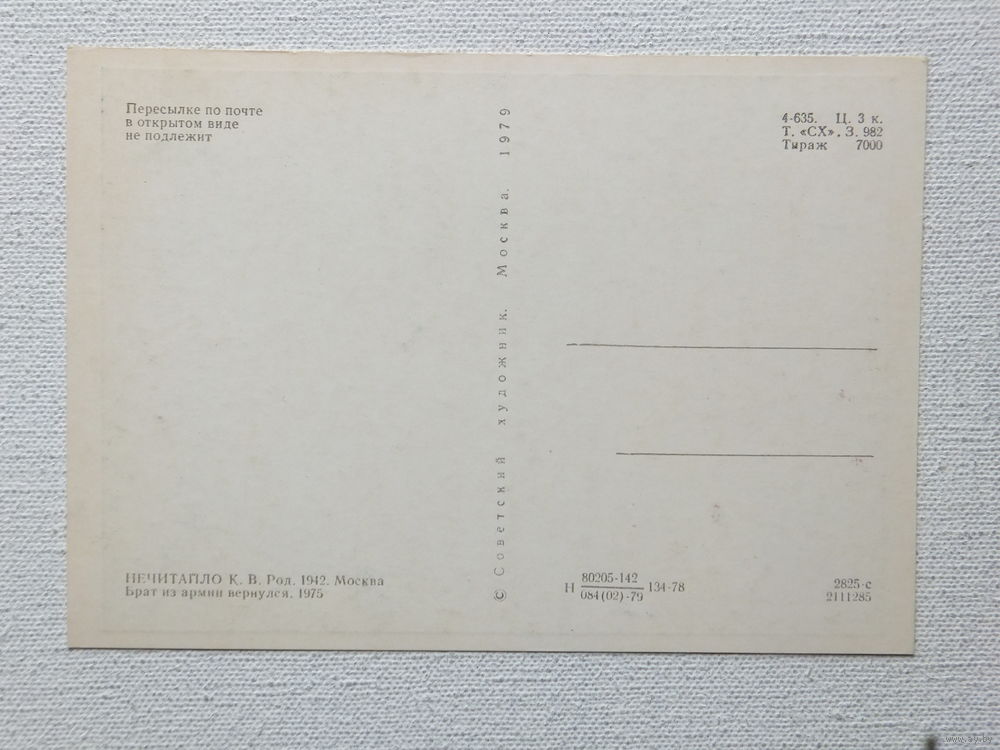 Пересылке по почте
в открытом виде
не подлежит
4-635. Ц. 3 к.
Т. «СХ». З. 982
Тираж 7000
© Советский художник. Москва. 1979
НЕЧИТАЙЛО К. В. Род. 1942. Москва
Брат из армии вернулся. 1975
Н 80205-142 134-78
084(02)-79
2825-с
2111285